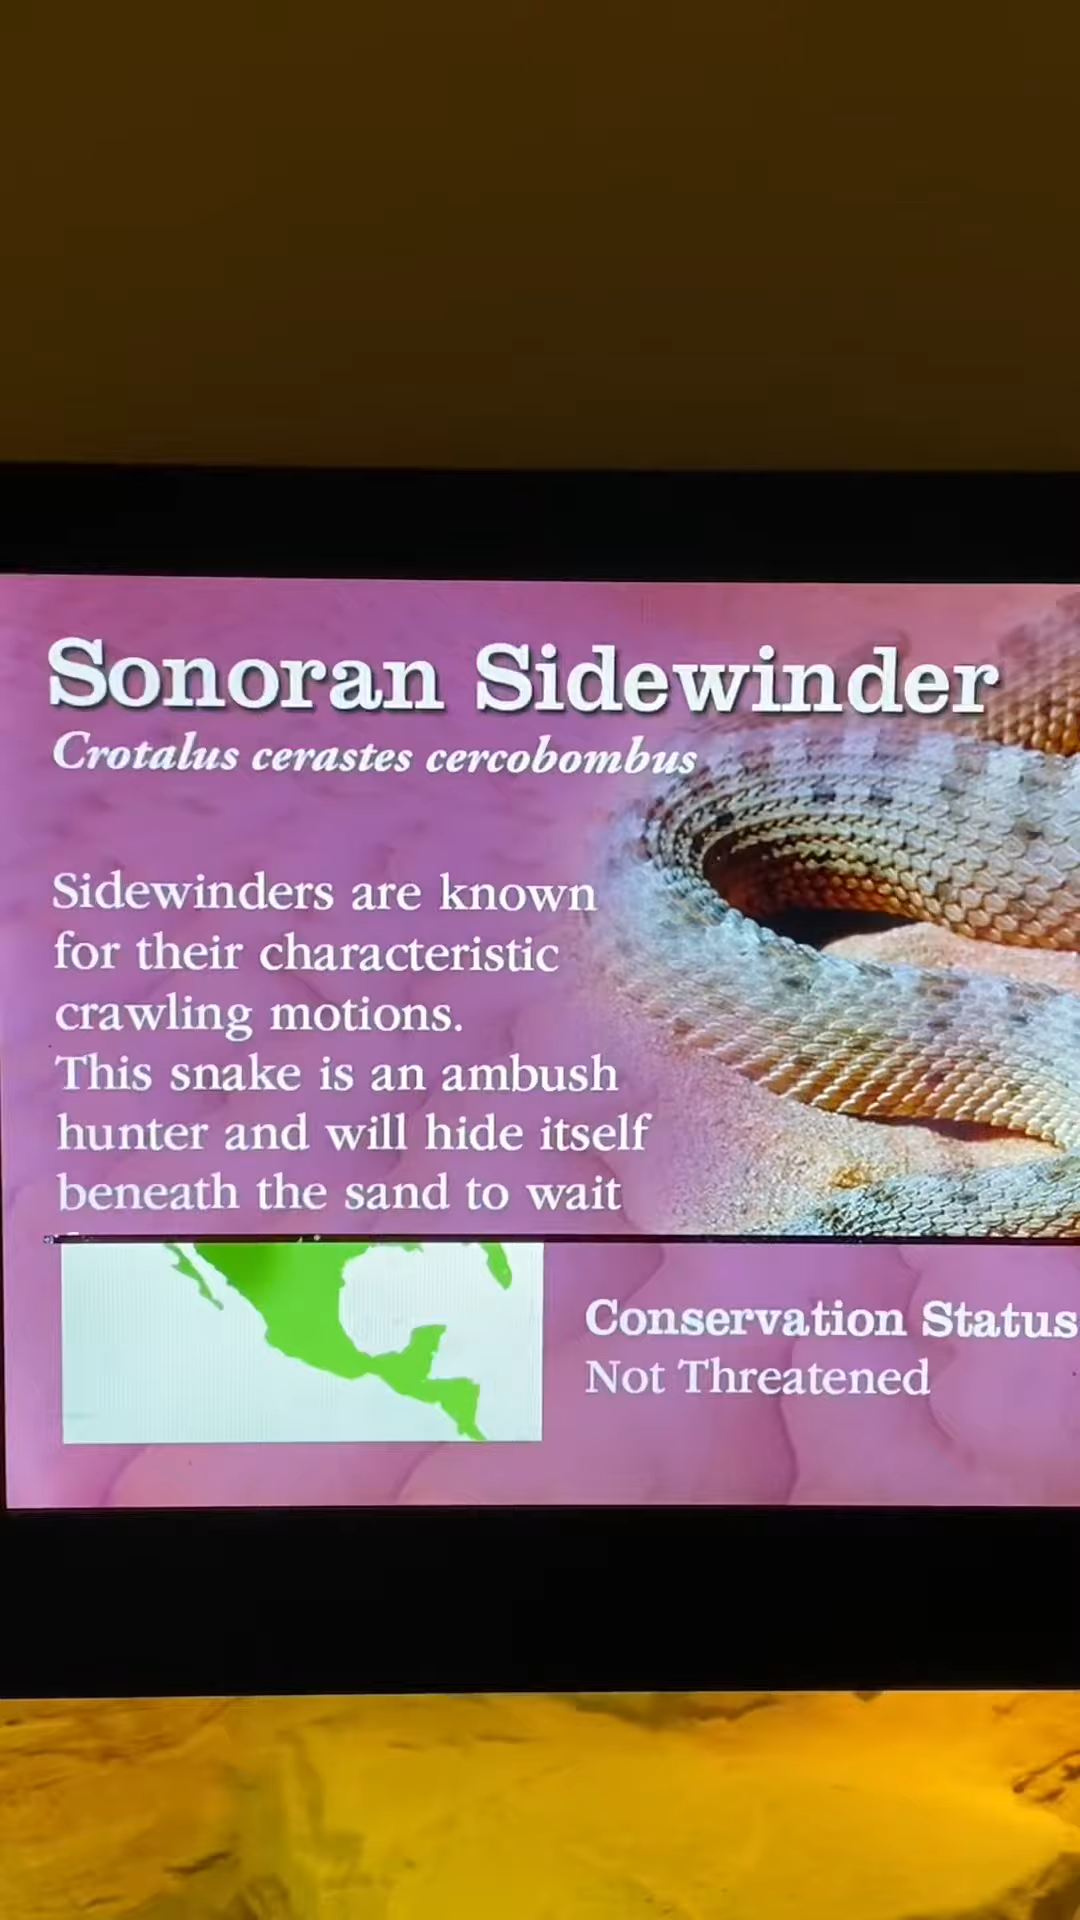 Sonoran Sidewinder
Crotalus cerastes cercobombus
Sidewinders are known
for their characteristic
crawling motions.
This snake is an ambush
hunter and will hide itself
beneath the sand to wait
Conservation Status
Not Threatened